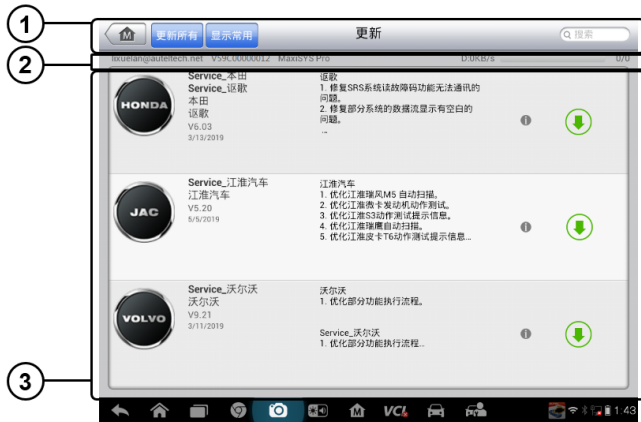 1
M
更新所有
显示常用
更新
搜索
2
lixuelan@auteltech.net V59C00000012 MaxiSYS Pro D:0KB/s 0/0
HONDA
Service_本田
Service_讴歌
本田
讴歌
V6.03
3/13/2019
讴歌
1. 修复SRS系统读故障码功能无法通讯的
问题。
2. 修复部分系统的数据流显示有空白的
问题。
...
JAC
Service_江淮汽车
江淮汽车
V5.20
5/5/2019
江淮汽车
1. 优化江淮瑞风M5 自动扫描。
2. 优化江淮微卡发动机动作测试。
3. 优化江淮S3动作测试提示信息。
4. 优化江淮瑞鹰自动扫描。
5. 优化江淮皮卡T6动作测试提示信息...
VOLVO
Service_沃尔沃
沃尔沃
V9.21
3/11/2019
沃尔沃
1. 优化部分功能执行流程。
Service_沃尔沃
1. 优化部分功能执行流程...
3
M
VCI
1:43